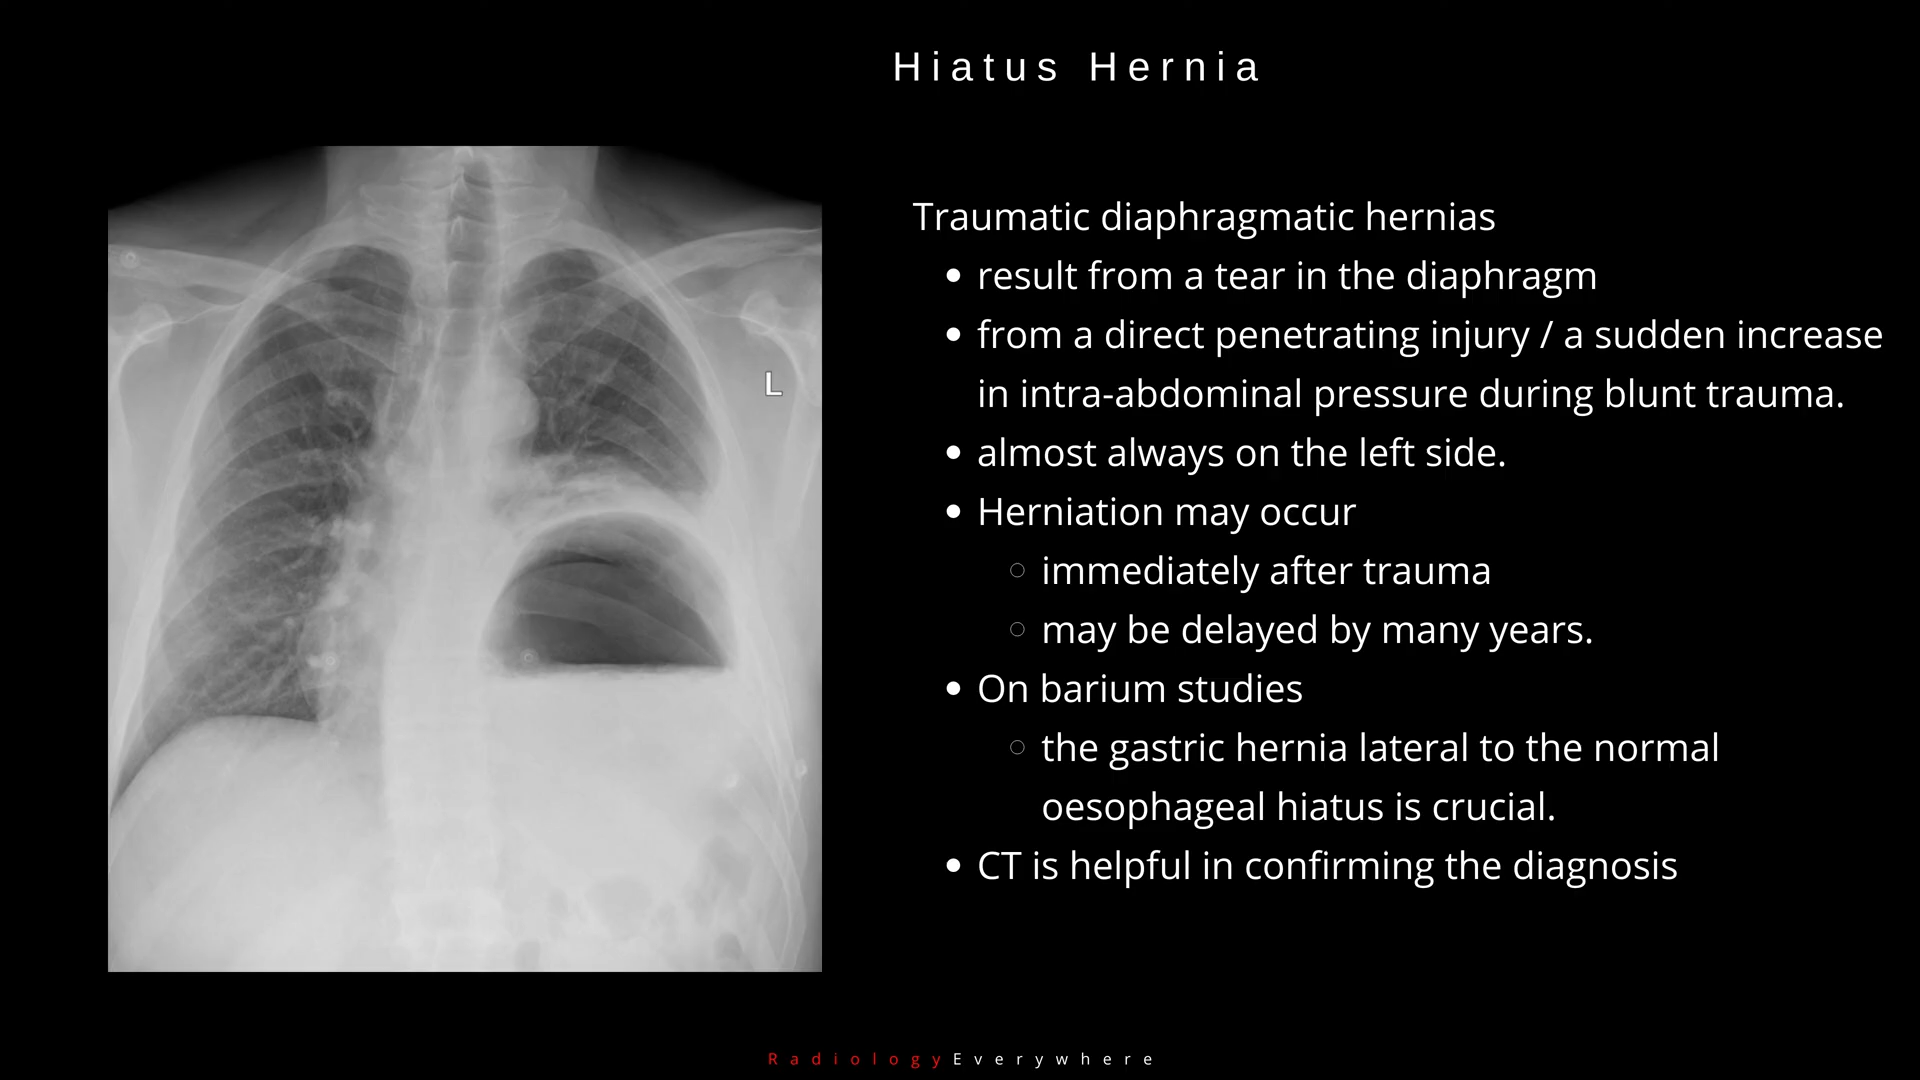 Hiatus Hernia
L
Traumatic diaphragmatic hernias
• result from a tear in the diaphragm
• from a direct penetrating injury / a sudden increase
in intra-abdominal pressure during blunt trauma.
• almost always on the left side.
• Herniation may occur
○ immediately after trauma
○ may be delayed by many years.
• On barium studies
○ the gastric hernia lateral to the normal
oesophageal hiatus is crucial.
• CT is helpful in confirming the diagnosis
RadiologyEverywhere